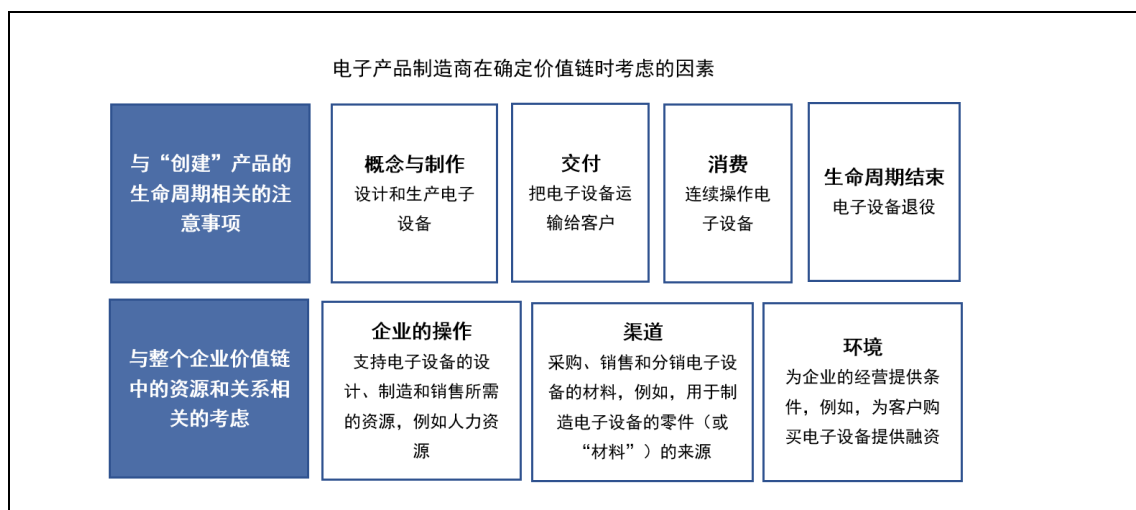 电子产品制造商在确定价值链时考虑的因素
与“创建”产品的
生命周期相关的注
意事项
概念与制作
设计和生产电子
设备
交付
把电子设备运
输给客户
消费
连续操作电
子设备
生命周期结束
电子设备退役
与整个企业价值链
中的资源和关系相
关的考虑
企业的操作
支持电子设备的设
计、制造和销售所需
的资源，例如人力资
源
渠道
采购、销售和分销电子设
备的材料，例如，用于制
造电子设备的零件（或
“材料”）的来源
环境
为企业的经营提供条
件，例如，为客户购
买电子设备提供融资